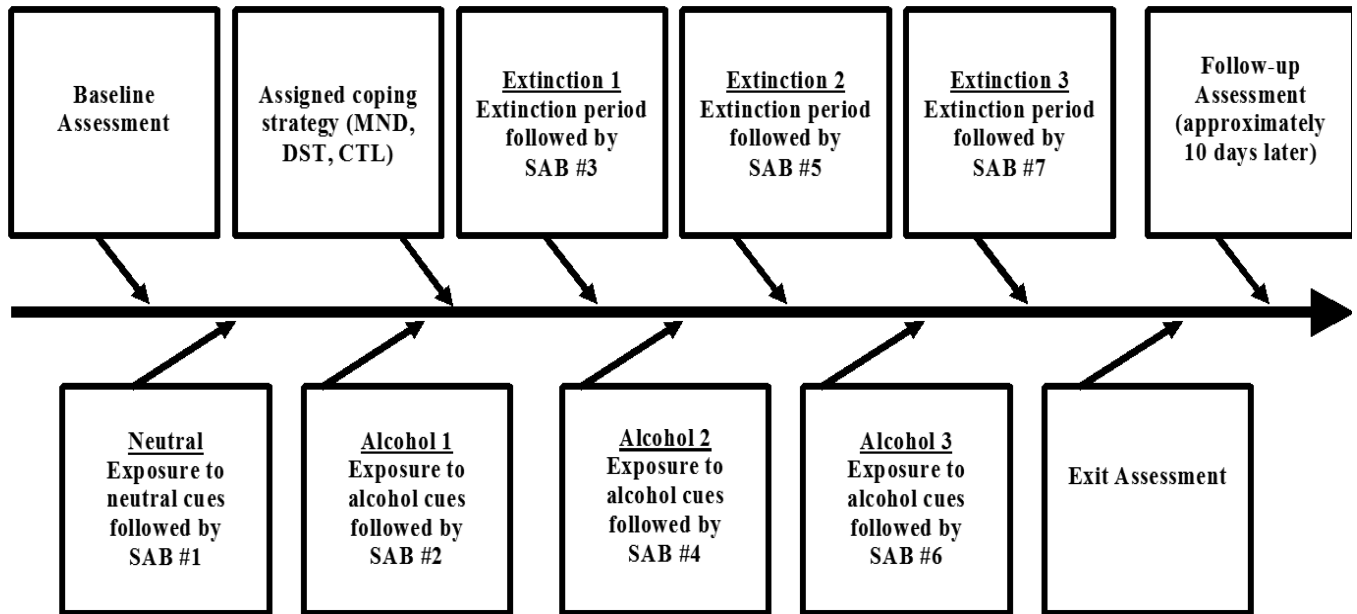 Baseline
Assessment
Assigned coping
strategy (MND,
DST, CTL)
Extinction 1
Extinction period
followed by
SAB #3
Extinction 2
Extinction period
followed by
SAB #5
Extinction 3
Extinction period
followed by
SAB #7
Follow-up
Assessment
(approximately
10 days later)
Neutral
Exposure to
neutral cues
followed by
SAB #1
Alcohol 1
Exposure to
alcohol cues
followed by
SAB #2
Alcohol 2
Exposure to
alcohol cues
followed by
SAB #4
Alcohol 3
Exposure to
alcohol cues
followed by
SAB #6
Exit Assessment